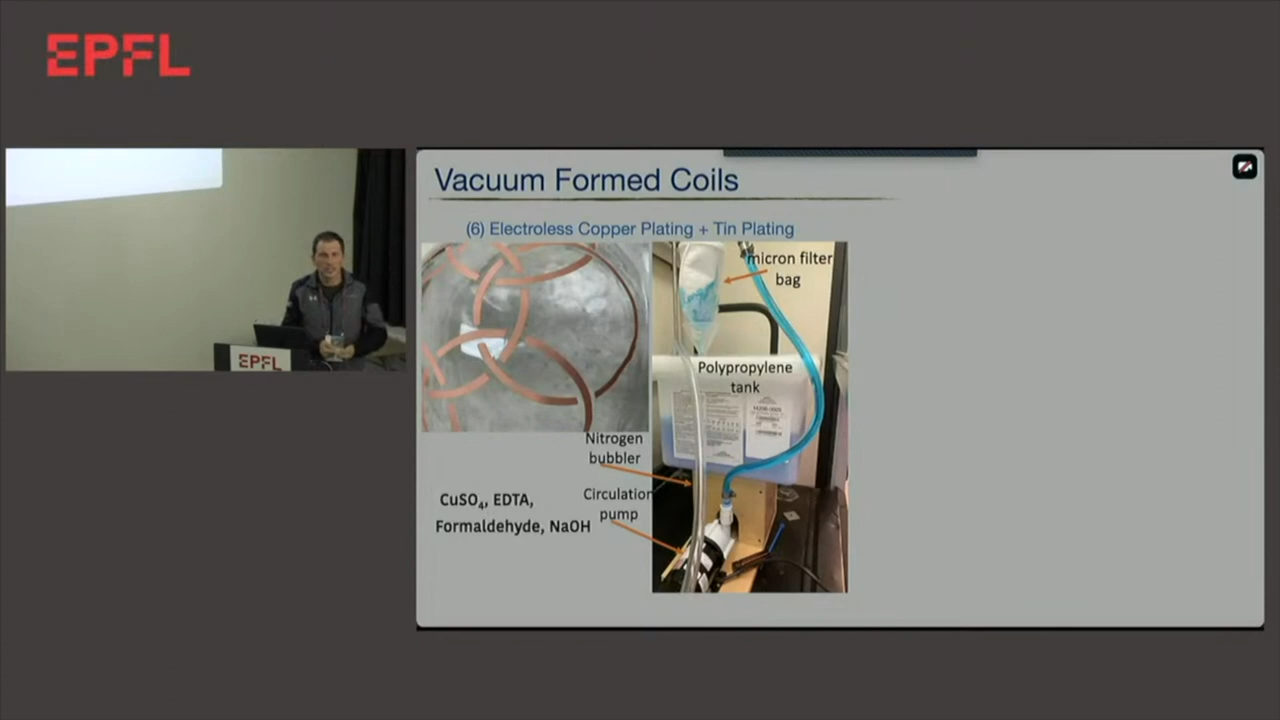 EPFL
EPFL
Vacuum Formed Coils
(6) Electroless Copper Plating + Tin Plating
micron filter
bag
Polypropylene
tank
Nitrogen
bubbler
Circulation
pump
CuSO₄, EDTA,
Formaldehyde, NaOH